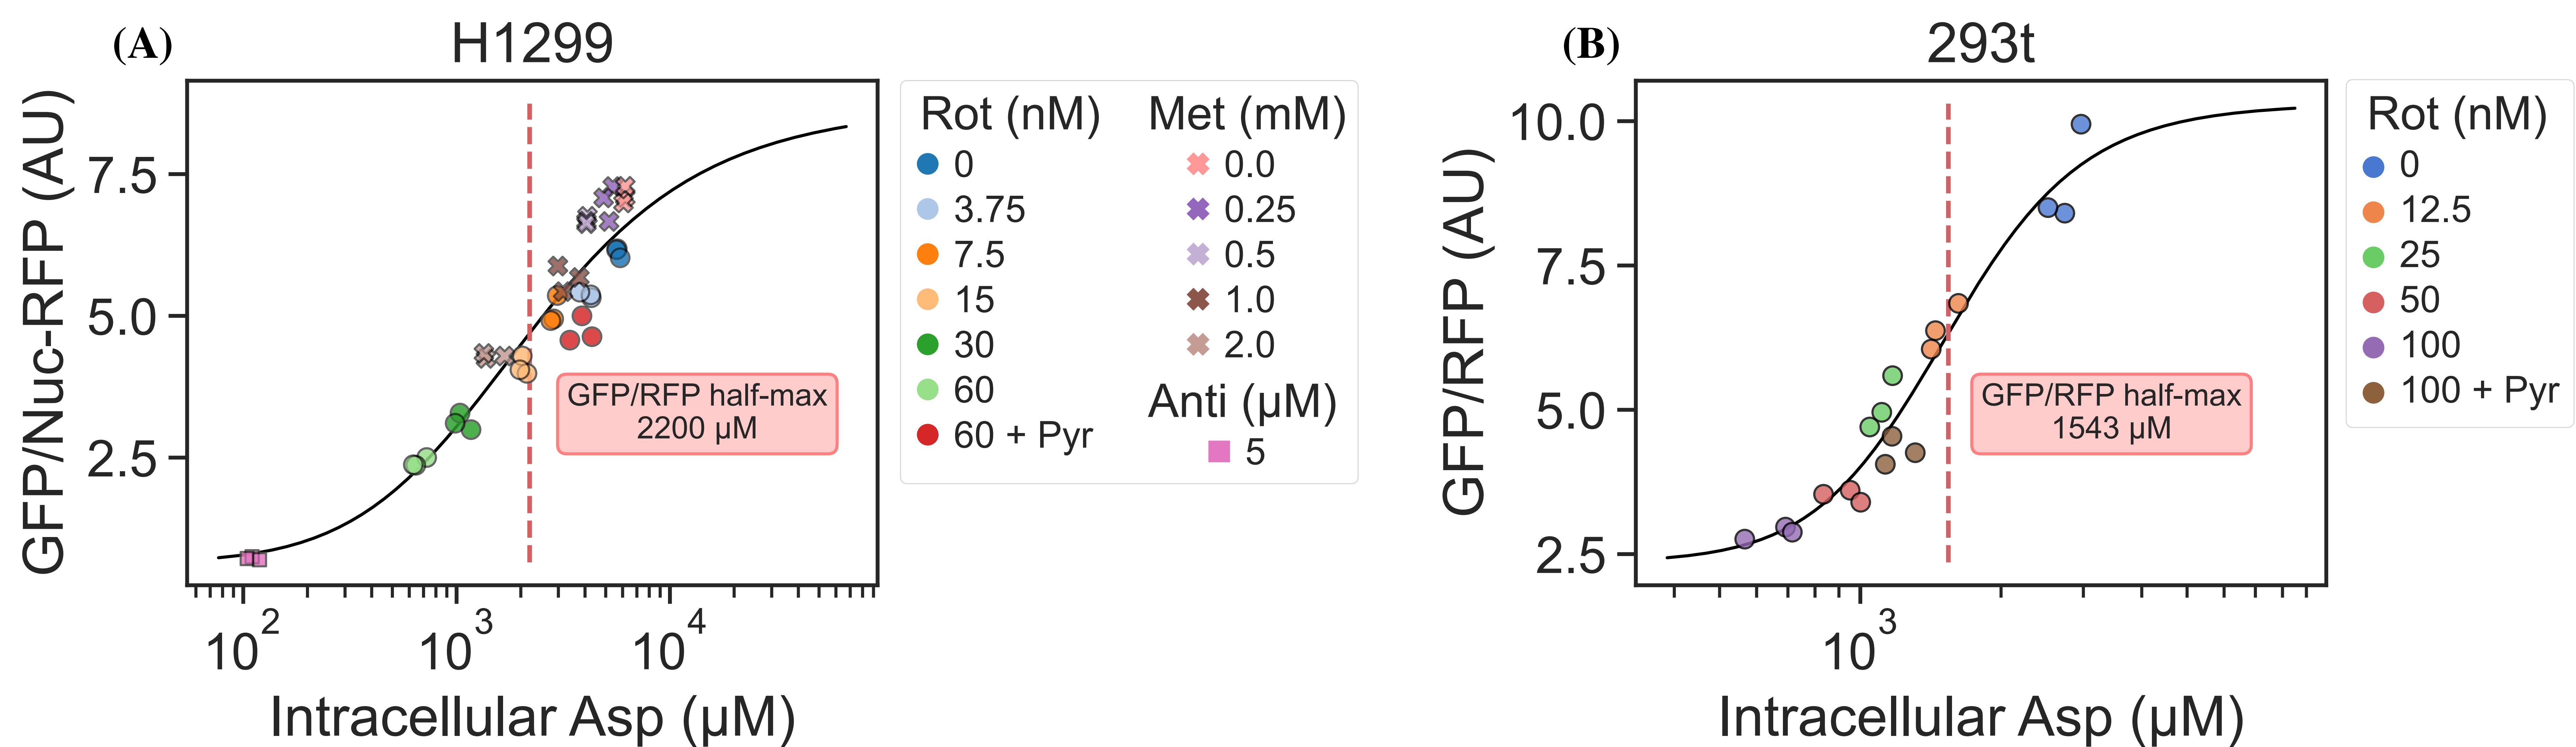 (A)
H1299
GFP/Nuc-RFP (AU)
7.5
5.0
2.5
10^2
10^3
10^4
Intracellular Asp (μM)
GFP/RFP half-max
2200 μM
Rot (nM)
0
3.75
7.5
15
30
60
60 + Pyr
Met (mM)
0.0
0.25
0.5
1.0
2.0
Anti (μM)
5
(B)
293t
GFP/RFP (AU)
10.0
7.5
5.0
2.5
10^3
Intracellular Asp (μM)
GFP/RFP half-max
1543 μM
Rot (nM)
0
12.5
25
50
100
100 + Pyr